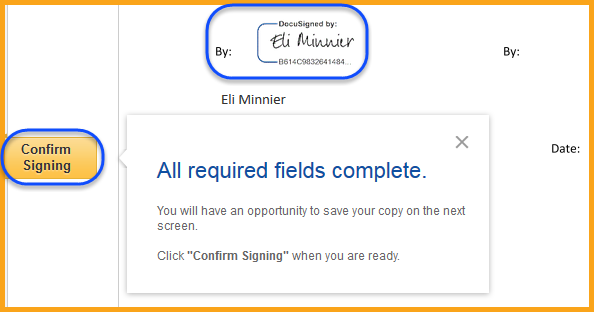 DocuSigned by:
By: Eli Minnier By:
B614C9832641484...
Eli Minnier
Confirm
Signing
Date:
All required fields complete.
You will have an opportunity to save your copy on the next
screen.
Click "Confirm Signing" when you are ready.